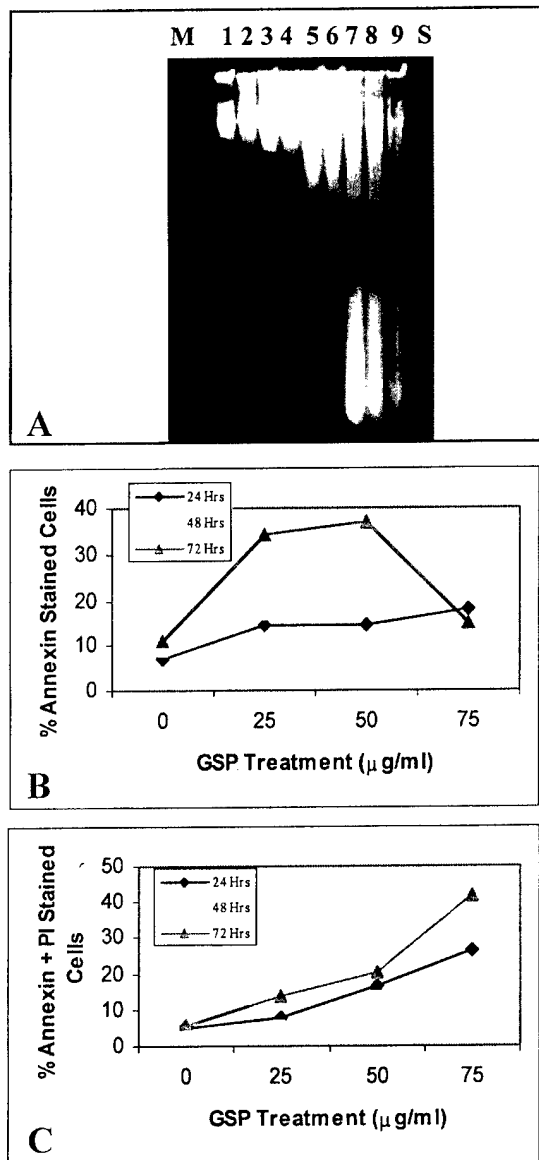 M 1 2 3 4 5 6 7 8 9 S
A
40
30
20
10
0
% Annexin Stained Cells
24 Hrs
48 Hrs
72 Hrs
0 25 50 75
GSP Treatment (μg/ml)
B
50
40
30
20
10
0
% Annexin + PI Stained
Cells
24 Hrs
48 Hrs
72 Hrs
0 25 50 75
GSP Treatment (μg/ml)
C